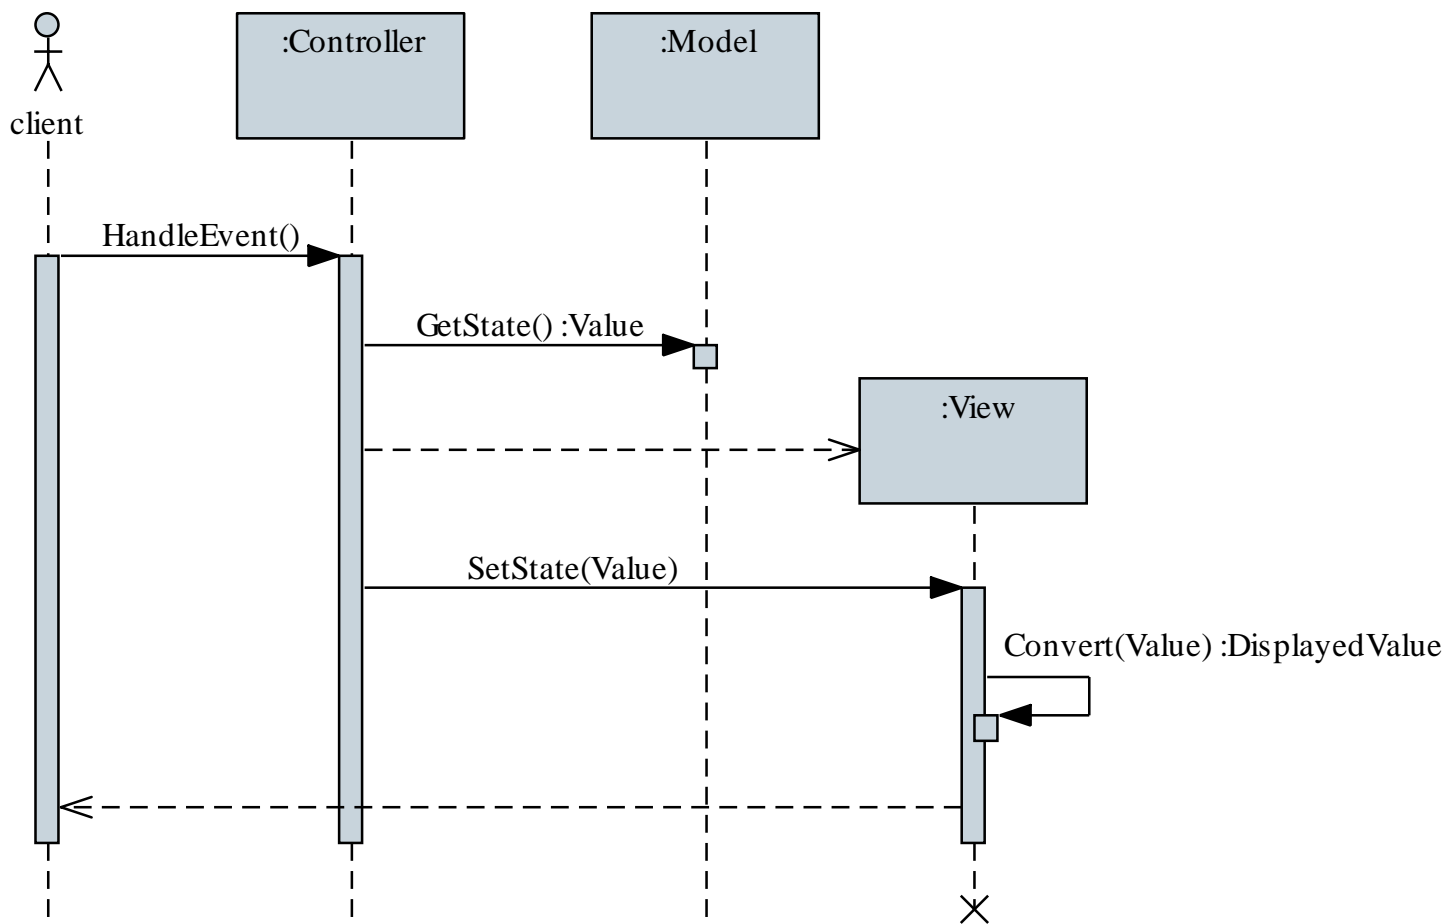 :Controller
:Model
client
HandleEvent()
GetState() :Value
:View
SetState(Value)
Convert(Value) :DisplayedValue